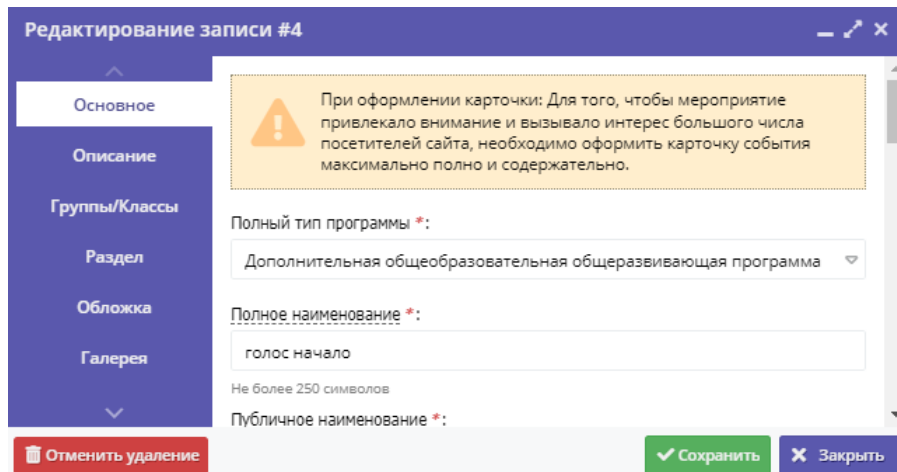 Редактирование записи #4
Основное
Описание
Группы/Классы
Раздел
Обложка
Галерея
При оформлении карточки: Для того, чтобы мероприятие
привлекало внимание и вызывало интерес большого числа
посетителей сайта, необходимо оформить карточку события
максимально полно и содержательно.
Полный тип программы *:
Дополнительная общеобразовательная общеразвивающая программа
Полное наименование *:
голос начало
Не более 250 символов
Публичное наименование *:
Отменить удаление
Сохранить
Закрыть